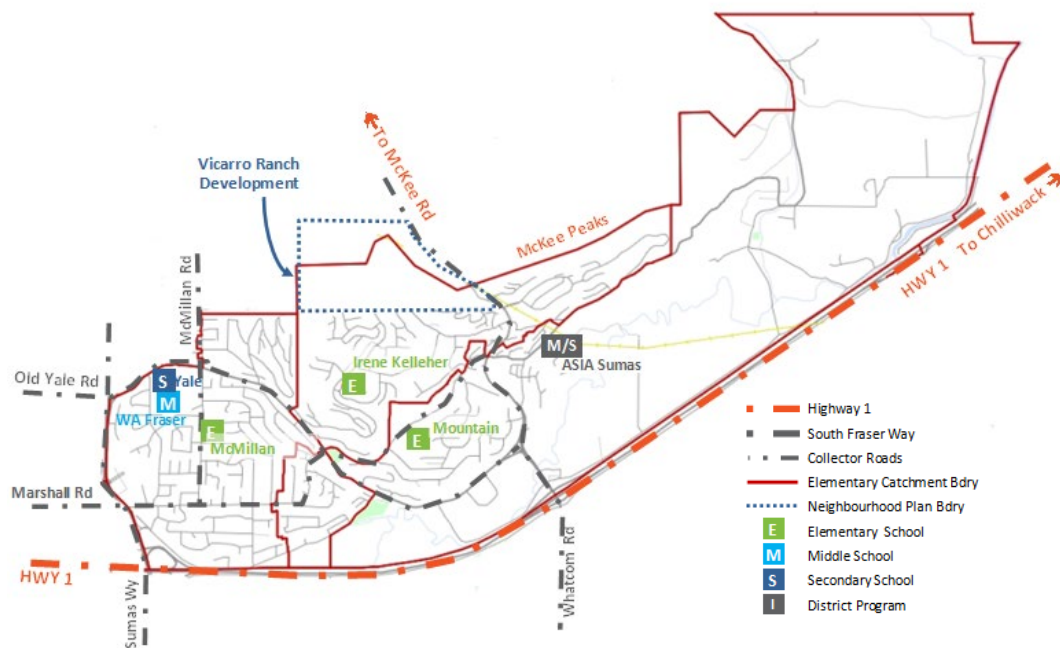 To McKee Rd
Vicarro Ranch
Development
McKee Peaks
HWY 1 To Chilliwack
McMillan Rd
Old Yale Rd
S
Yale
M
WA Fraser
E
McMillan
Irene Kelleher
E
Mountain
E
M/S
ASIA Sumas
Marshall Rd
HWY 1
Sumas Wy
Whatcom Rd
Highway 1
South Fraser Way
Collector Roads
Elementary Catchment Bdry
Neighbourhood Plan Bdry
E Elementary School
M Middle School
S Secondary School
I District Program